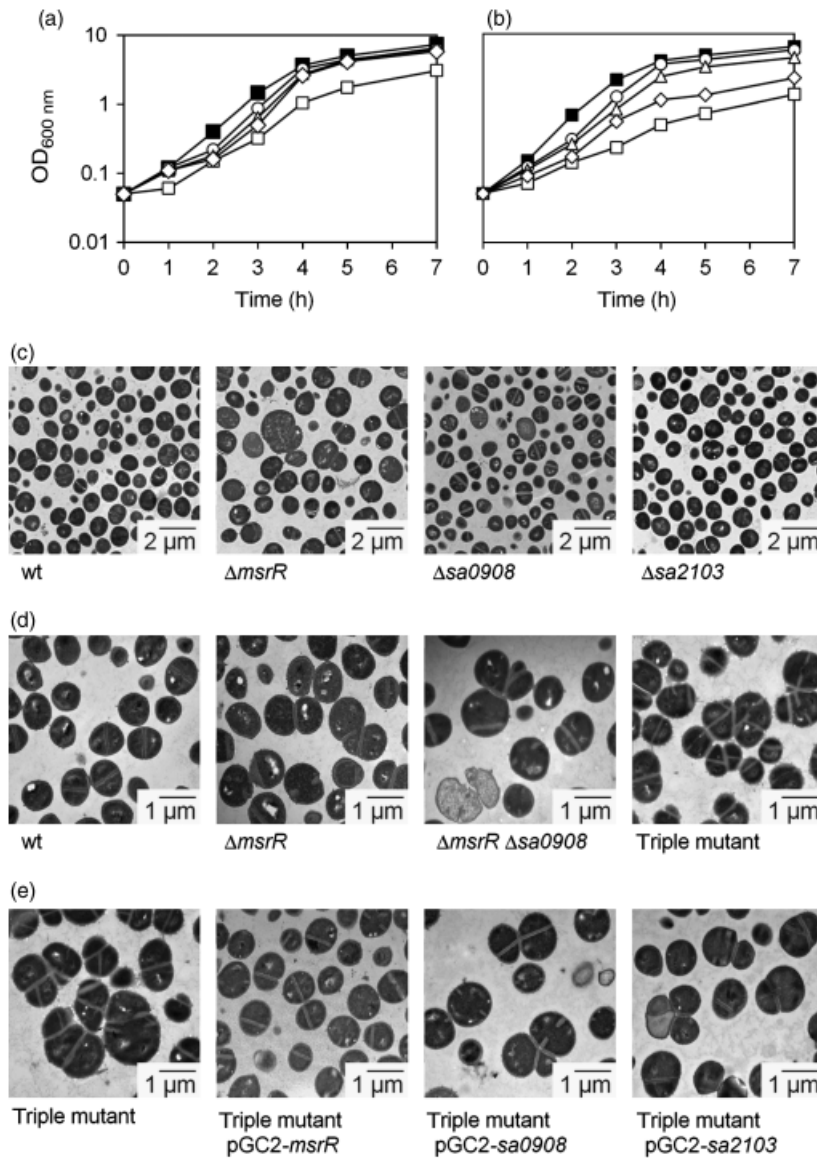 (a)
(b)
OD600 nm
10
1
0.1
0.01
0 1 2 3 4 5 6 7
0 1 2 3 4 5 6 7
Time (h)
Time (h)
(c)
2 µm
2 µm
2 µm
2 µm
wt
ΔmsrR
Δsa0908
Δsa2103
(d)
1 µm
1 µm
1 µm
1 µm
wt
ΔmsrR
ΔmsrR Δsa0908
Triple mutant
(e)
1 µm
1 µm
1 µm
1 µm
Triple mutant
Triple mutant
pGC2-msrR
Triple mutant
pGC2-sa0908
Triple mutant
pGC2-sa2103